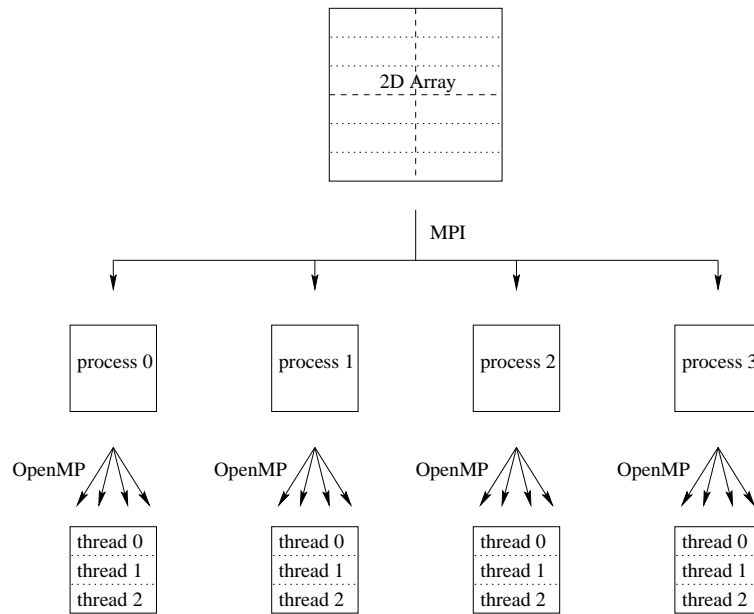 2D Array
MPI
process 0
process 1
process 2
process 3
OpenMP
OpenMP
OpenMP
OpenMP
thread 0
thread 0
thread 0
thread 0
thread 1
thread 1
thread 1
thread 1
thread 2
thread 2
thread 2
thread 2